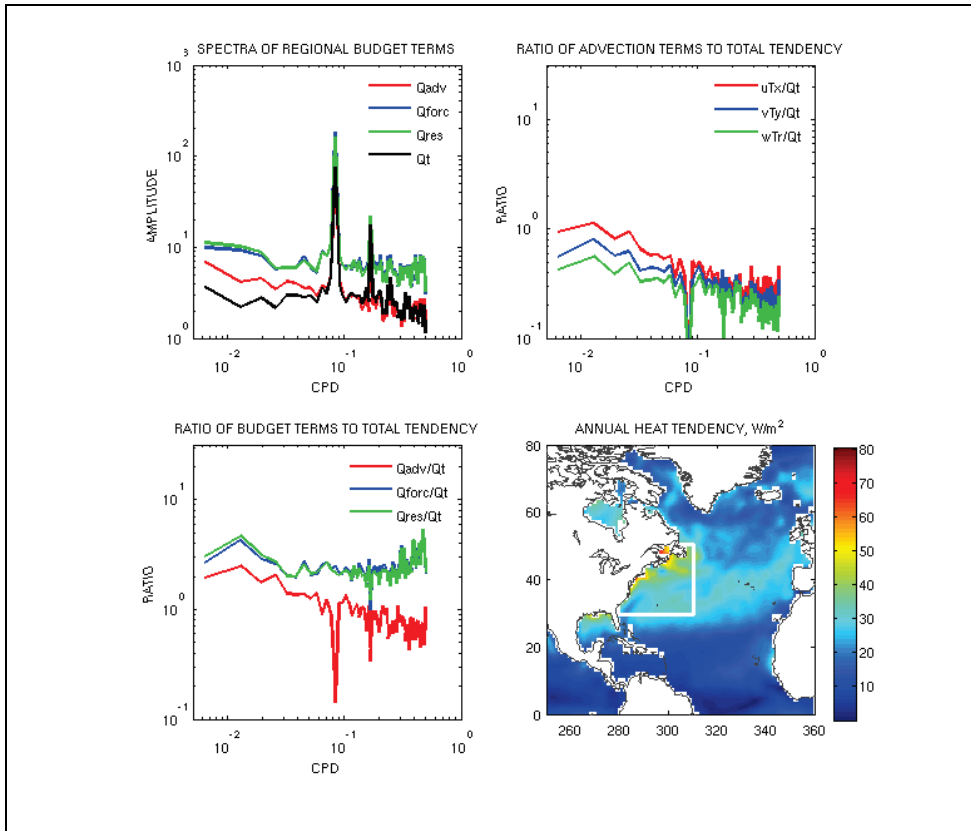 3 SPECTRA OF REGIONAL BUDGET TERMS
10^3
10^2
10^1
10^0
AMPLITUDE
Qadv
Qforc
Qres
Qt
10^-2
10^-1
10^0
CPD
RATIO OF ADVECTION TERMS TO TOTAL TENDENCY
10^1
10^0
10^-1
RATIO
uTx/Qt
vTy/Qt
wTr/Qt
10^-2
10^-1
10^0
CPD
RATIO OF BUDGET TERMS TO TOTAL TENDENCY
10^1
10^0
10^-1
RATIO
Qadv/Qt
Qforc/Qt
Qres/Qt
10^-2
10^-1
10^0
CPD
ANNUAL HEAT TENDENCY, W/m^2
80
60
40
20
0
260
280
300
320
340
360
80
70
60
50
40
30
20
10